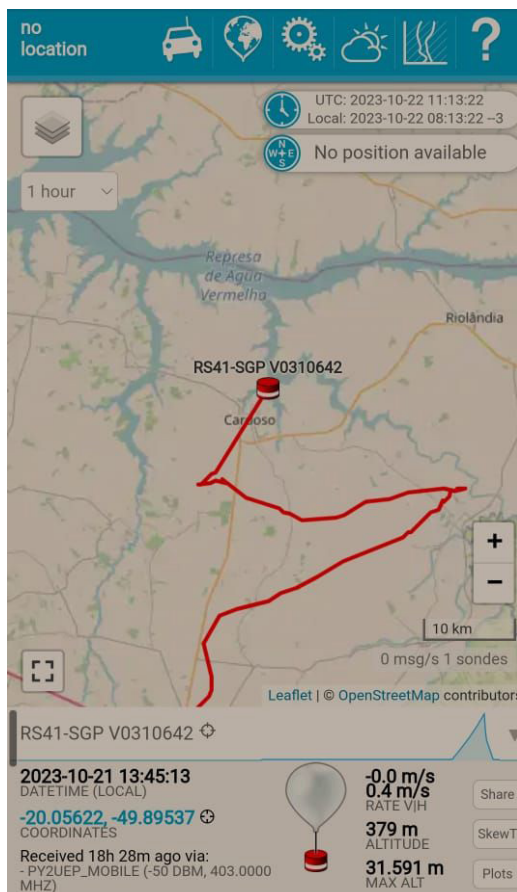 no
location
?
UTC: 2023-10-22 11:13:22
Local: 2023-10-22 08:13:22 --3
N
W+E
S
No position available
1 hour
Represa
de Água
Vermelha
Riolândia
RS41-SGP V0310642
Cardoso
+
−
10 km
0 msg/s 1 sondes
Leaflet | © OpenStreetMap contributors
RS41-SGP V0310642
2023-10-21 13:45:13
DATETIME (LOCAL)
-20.05622, -49.89537
COORDINATES
Received 18h 28m ago via:
- PY2UEP_MOBILE (-50 DBM, 403.0000
MHZ)
-0.0 m/s
0.4 m/s
RATE V|H
379 m
ALTITUDE
31.591 m
MAX ALT
Share
SkewT
Plots